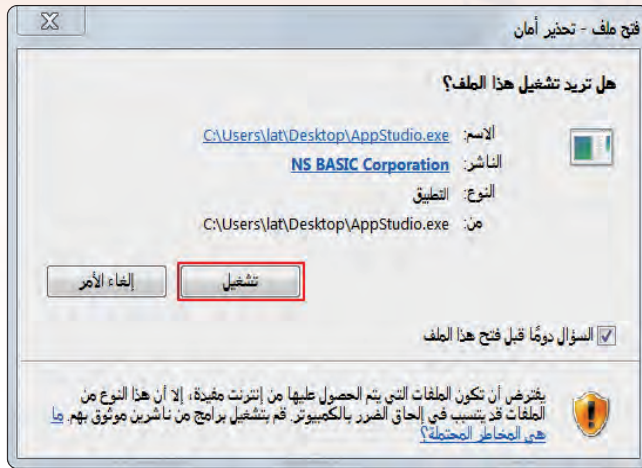 فتح ملف - تحذير أمان
هل تريد تشغيل هذا الملف؟
الاسم: C:\Users\lat\Desktop\AppStudio.exe
الناشر: NS BASIC Corporation
النوع: التطبيق
من: C:\Users\lat\Desktop\AppStudio.exe
تشغيل
إلغاء الأمر
السؤال دومًا قبل فتح هذا الملف
يفترض أن تكون الملفات التي يتم الحصول عليها من إنترنت مفيدة، إلا أن هذا النوع من
الملفات قد يتسبب في إلحاق الضرر بالكمبيوتر. قم بتشغيل برامج من ناشرين موثوق بهم. ما
هي المخاطر المحتملة؟